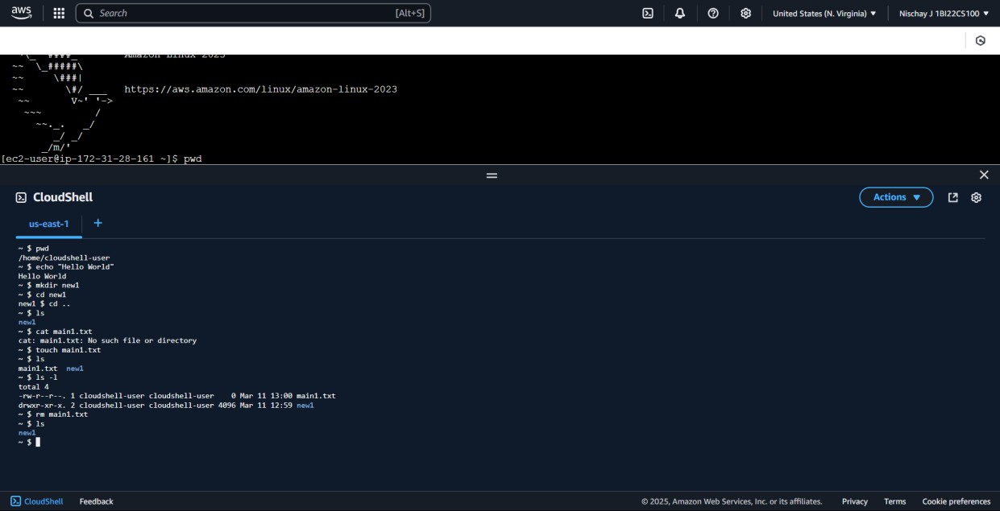 aws
Search [Alt+S]
United States (N. Virginia) ▼
Nischay J 1BI22CS100 ▼
~\_ ####_ Amazon Linux 2023
~~ \_#####\
~~ \###|
~~ \#/ ___ https://aws.amazon.com/linux/amazon-linux-2023
~~ V~' '->
~~~ /
~~._. _/
_/ _/
_/m/'
[ec2-user@ip-172-31-28-161 ~]$ pwd
CloudShell
Actions ▼
us-east-1 +
~ $ pwd
/home/cloudshell-user
~ $ echo "Hello World"
Hello World
~ $ mkdir new1
~ $ cd new1
new1 $ cd ..
~ $ ls
new1
~ $ cat main1.txt
cat: main1.txt: No such file or directory
~ $ touch main1.txt
~ $ ls
main1.txt new1
~ $ ls -l
total 4
-rw-r--r--. 1 cloudshell-user cloudshell-user 0 Mar 11 13:00 main1.txt
drwxr-xr-x. 2 cloudshell-user cloudshell-user 4096 Mar 11 12:59 new1
~ $ rm main1.txt
~ $ ls
new1
~ $
CloudShell Feedback © 2025, Amazon Web Services, Inc. or its affiliates. Privacy Terms Cookie preferences